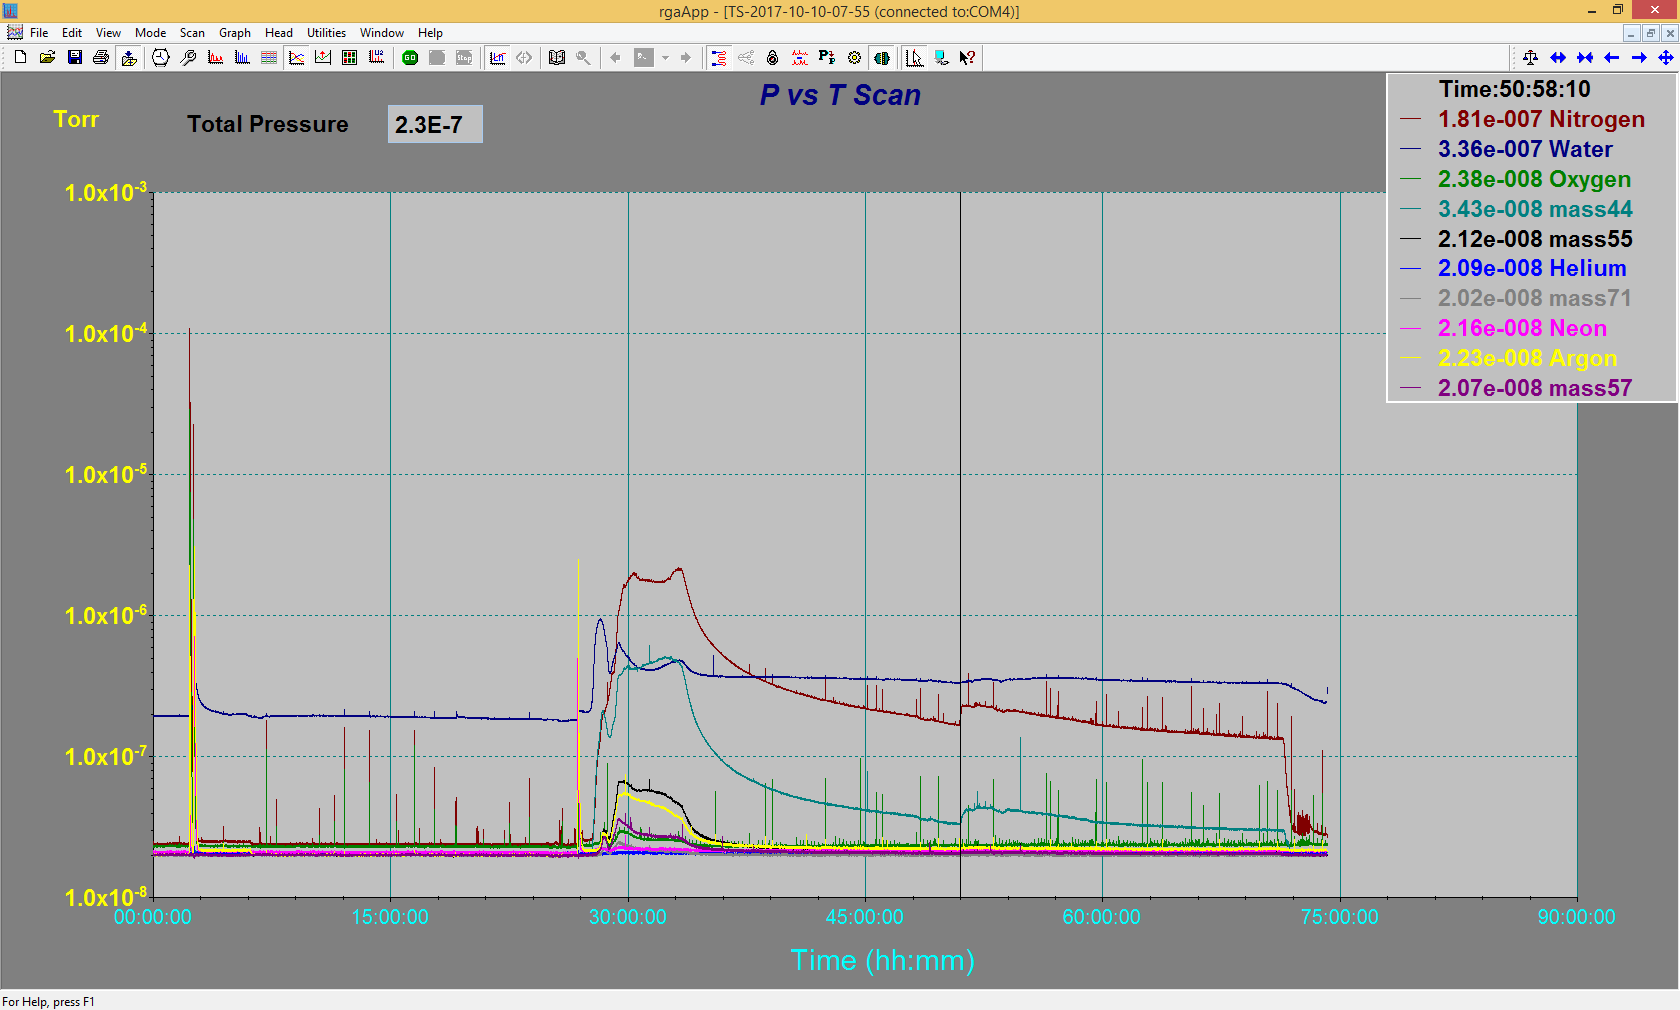 rgaApp - [TS-2017-10-10-07-55 (connected to:COM4)]
File Edit View Mode Scan Graph Head Utilities Window Help
GO Stop
P vs T Scan
Torr
Total Pressure 2.3E-7
Time:50:58:10
1.81e-007 Nitrogen
3.36e-007 Water
2.38e-008 Oxygen
3.43e-008 mass44
2.12e-008 mass55
2.09e-008 Helium
2.02e-008 mass71
2.16e-008 Neon
2.23e-008 Argon
2.07e-008 mass57
1.0x10-3
1.0x10-4
1.0x10-5
1.0x10-6
1.0x10-7
1.0x10-8
00:00:00 15:00:00 30:00:00 45:00:00 60:00:00 75:00:00 90:00:00
Time (hh:mm)
For Help, press F1